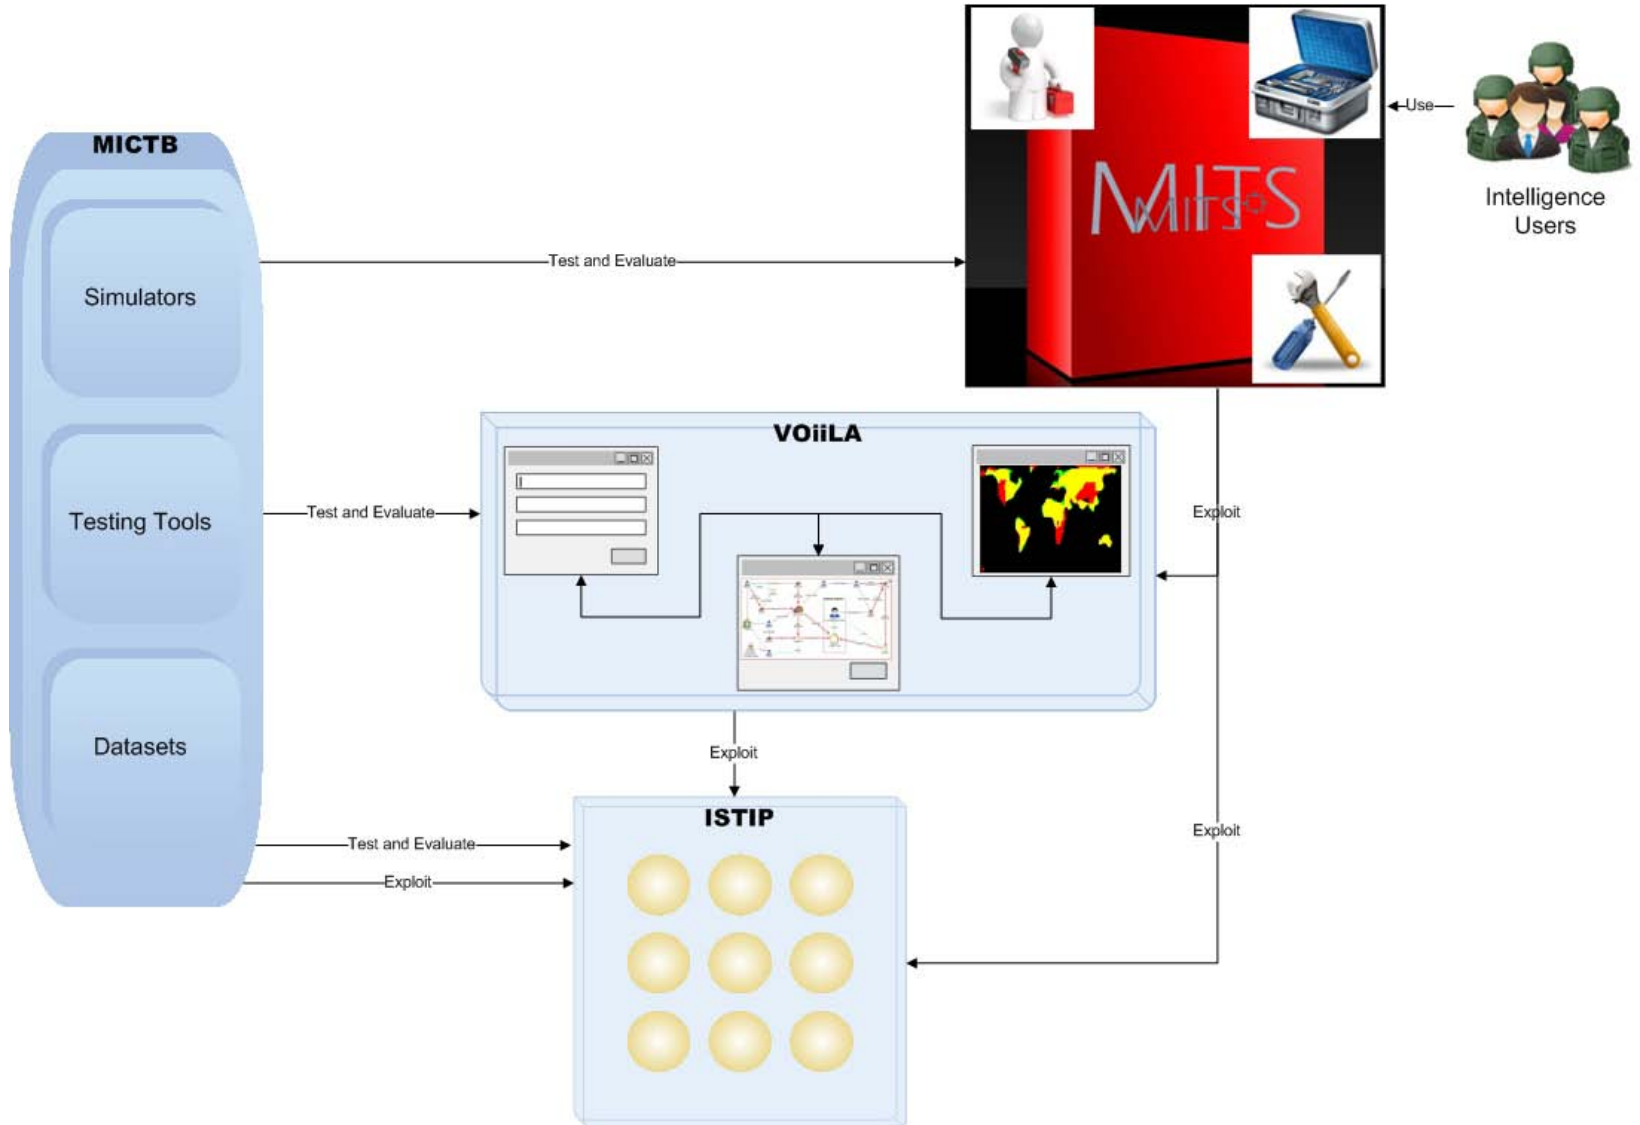 MICTB
Simulators
Testing Tools
Datasets
Test and Evaluate
MITS
MITS
Use
Intelligence
Users
Test and Evaluate
VOiiLA
Exploit
Exploit
ISTIP
Exploit
Test and Evaluate
Exploit